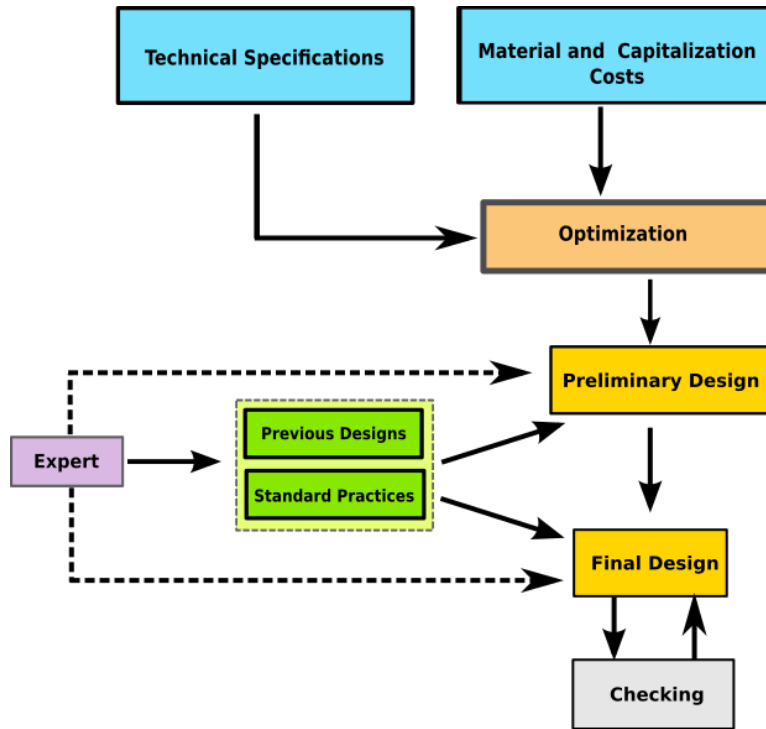 Technical Specifications
Material and Capitalization
Costs
Optimization
Preliminary Design
Previous Designs
Expert
Standard Practices
Final Design
Checking